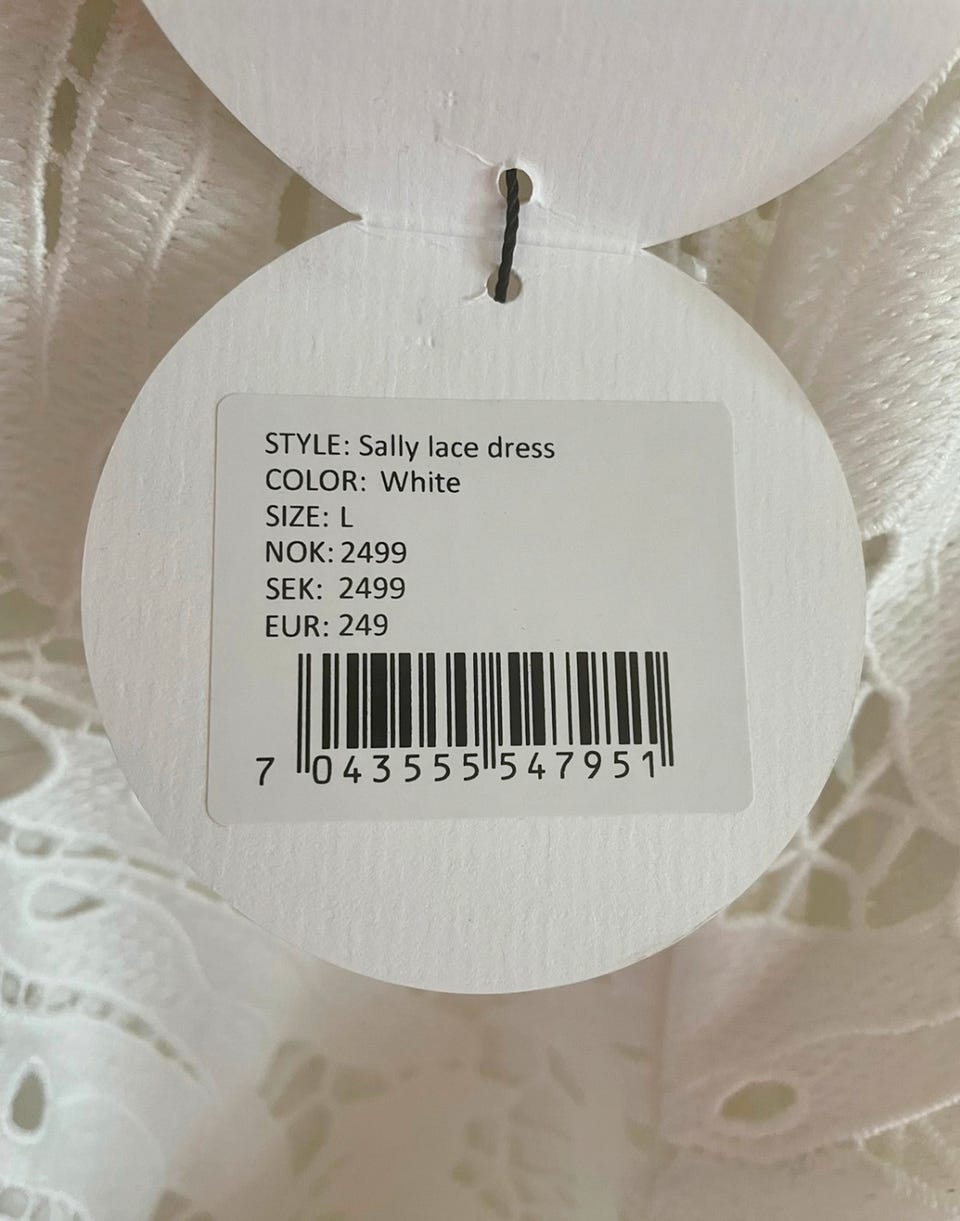 STYLE: Sally lace dress
COLOR: White
SIZE: L
NOK: 2499
SEK: 2499
EUR: 249
7 043555 547951